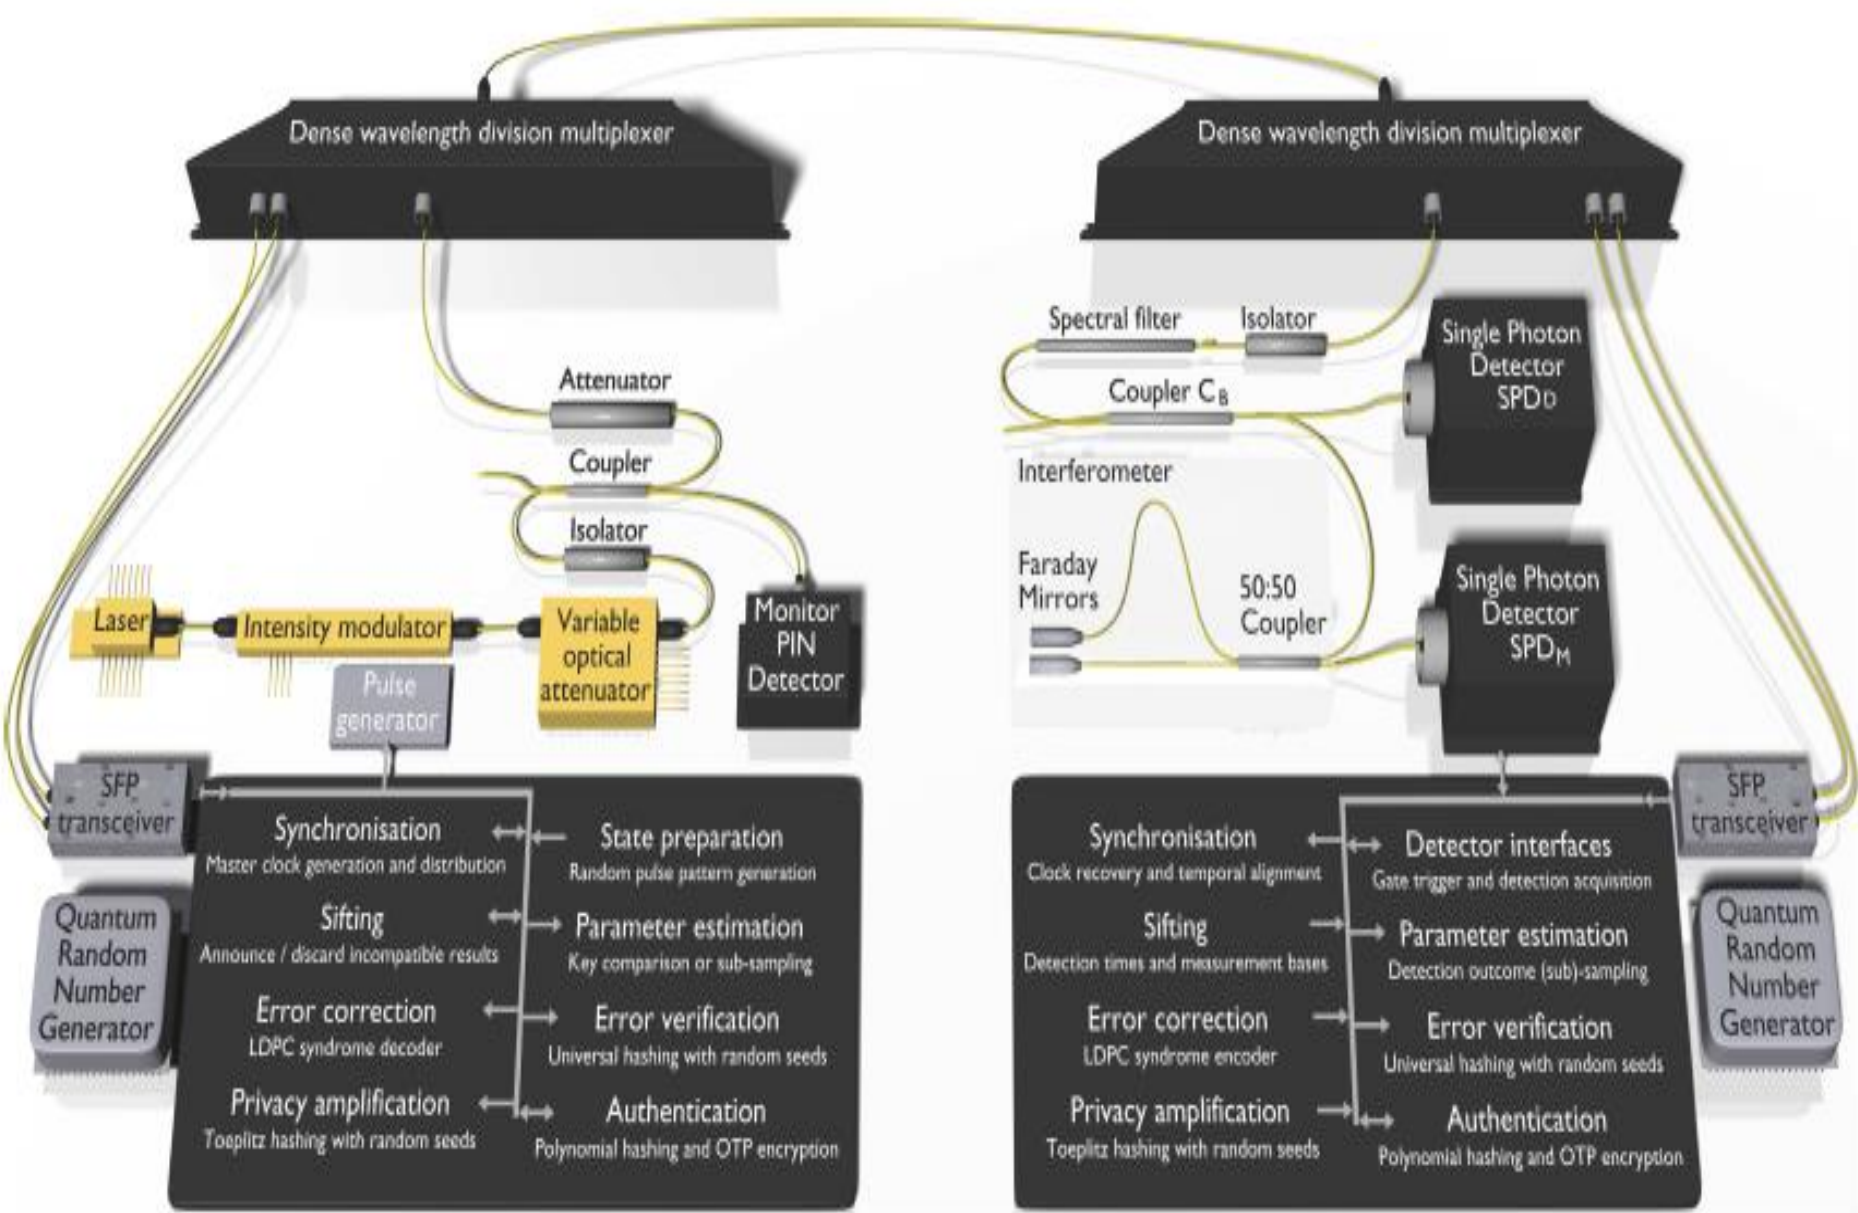 Dense wavelength division multiplexer
Attenuator
Coupler
Isolator
Laser
Intensity modulator
Variable
optical
attenuator
Monitor
PIN
Detector
Pulse
generator
SFP
transceiver
Quantum
Random
Number
Generator
Synchronisation
Master clock generation and distribution
Sifting
Announce / discard incompatible results
Error correction
LDPC syndrome decoder
Privacy amplification
Toeplitz hashing with random seeds
State preparation
Random pulse pattern generation
Parameter estimation
Key comparison or sub-sampling
Error verification
Universal hashing with random seeds
Authentication
Polynomial hashing and OTP encryption
Dense wavelength division multiplexer
Spectral filter
Isolator
Coupler C_B
Single Photon
Detector
SPD_D
Interferometer
Faraday
Mirrors
50:50
Coupler
Single Photon
Detector
SPD_M
SFP
transceiver
Quantum
Random
Number
Generator
Synchronisation
Clock recovery and temporal alignment
Sifting
Detection times and measurement bases
Error correction
LDPC syndrome encoder
Privacy amplification
Toeplitz hashing with random seeds
Detector interfaces
Gate trigger and detection acquisition
Parameter estimation
Detection outcome (sub)-sampling
Error verification
Universal hashing with random seeds
Authentication
Polynomial hashing and OTP encryption